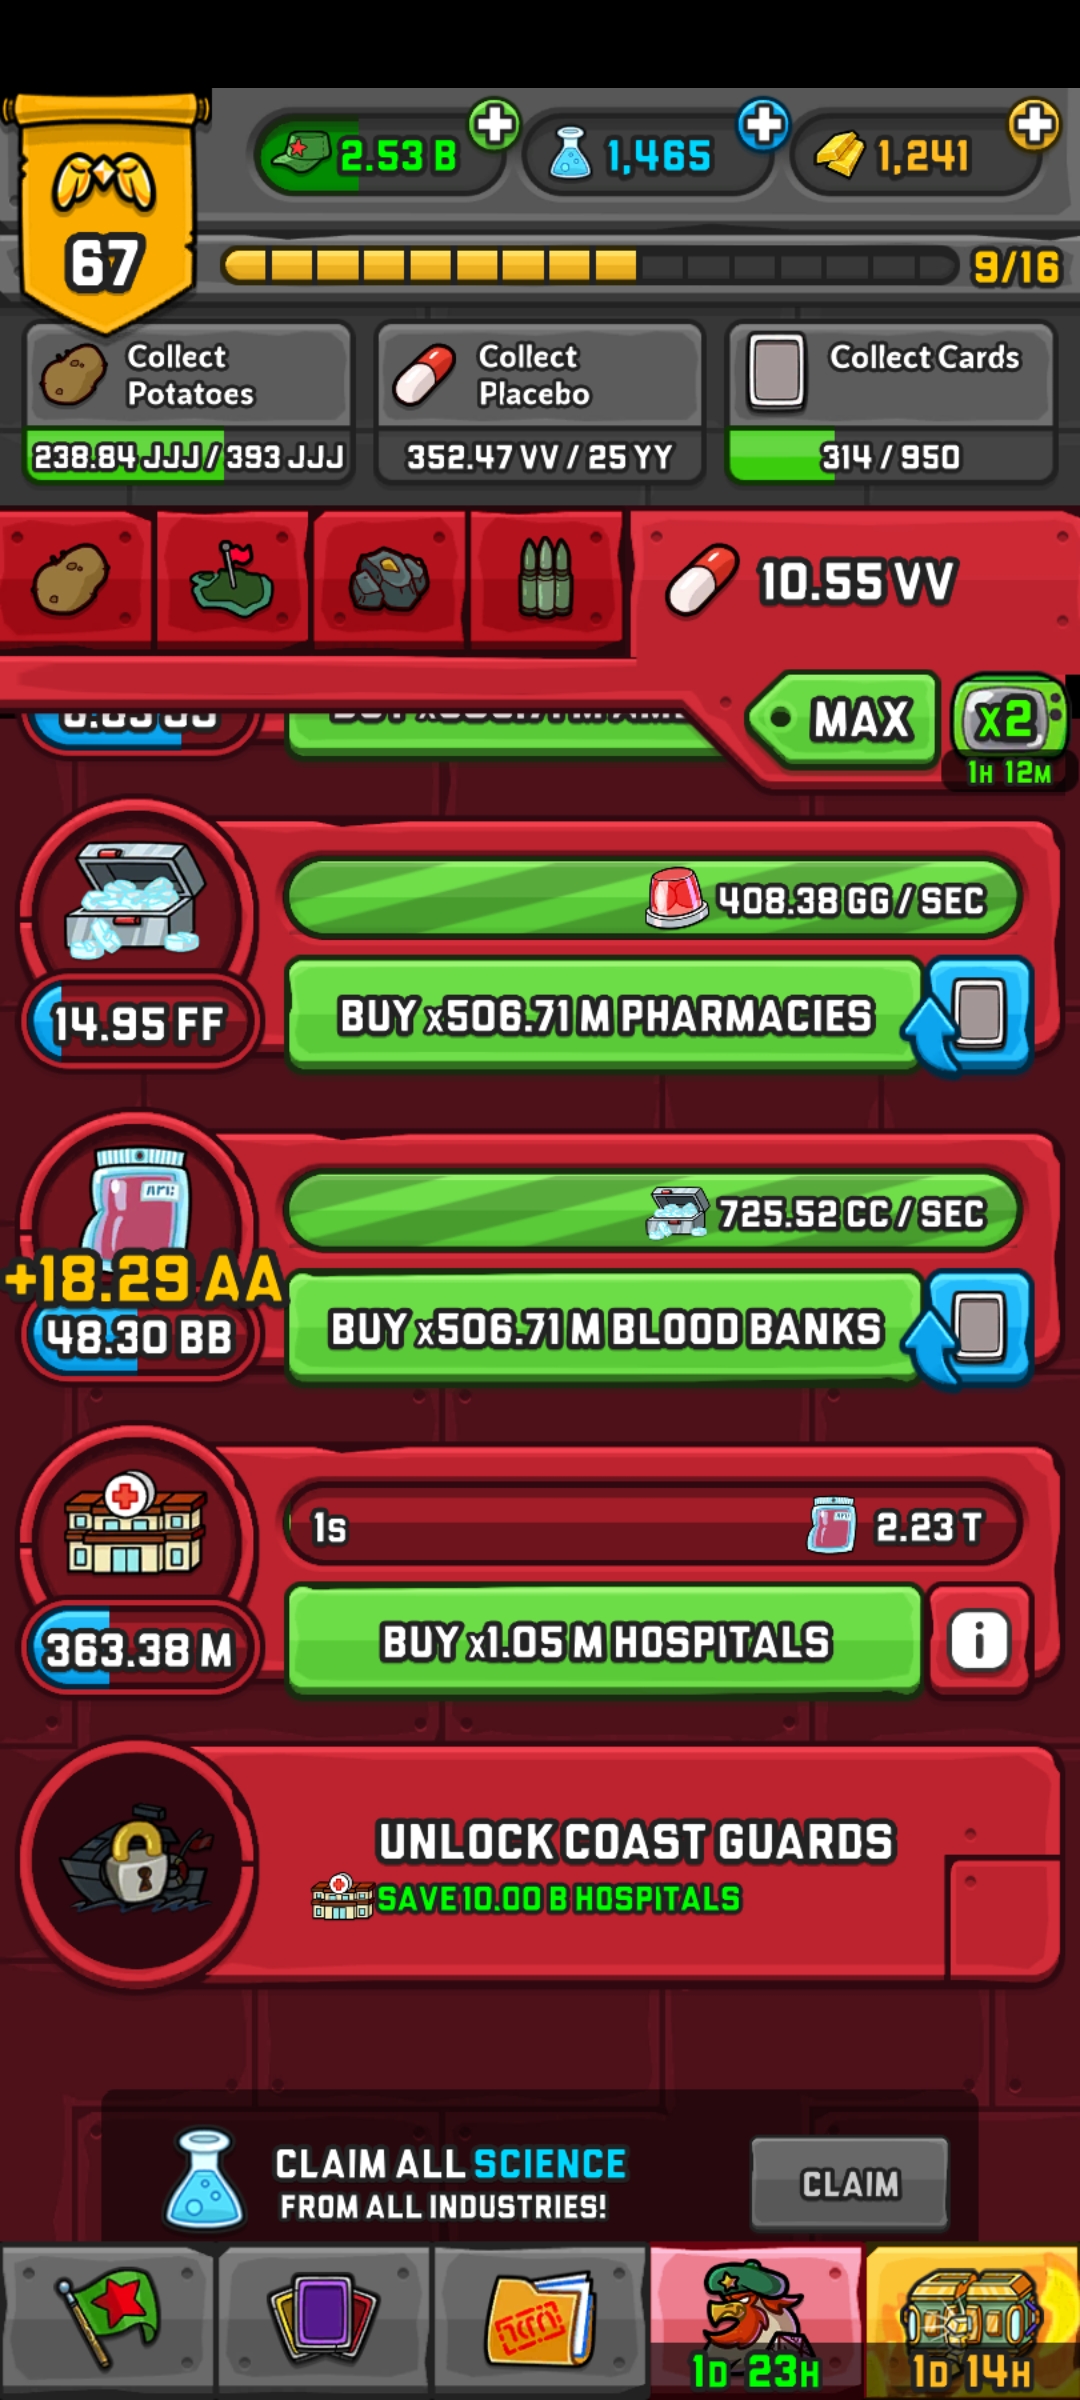 2.53 B
1,465
1,241
67
9/16
Collect
Potatoes
238.84 JJJ / 393 JJJ
Collect
Placebo
352.47 VV / 25 YY
Collect Cards
314 / 950
10.55 VV
MAX
x2
1H 12M
408.38 GG / SEC
14.95 FF
BUY x506.71 M PHARMACIES
725.52 CC / SEC
+18.29 AA
48.30 BB
BUY x506.71 M BLOOD BANKS
1s
2.23 T
363.38 M
BUY x1.05 M HOSPITALS
i
UNLOCK COAST GUARDS
SAVE 10.00 B HOSPITALS
CLAIM ALL SCIENCE
FROM ALL INDUSTRIES!
CLAIM
1D 23H
1D 14H